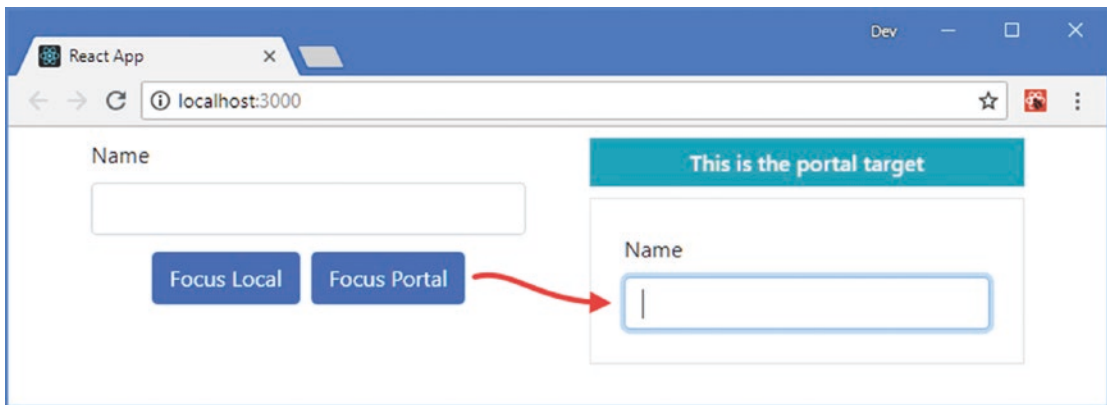 Dev
React App
localhost:3000
Name
This is the portal target
Name
Focus Local
Focus Portal